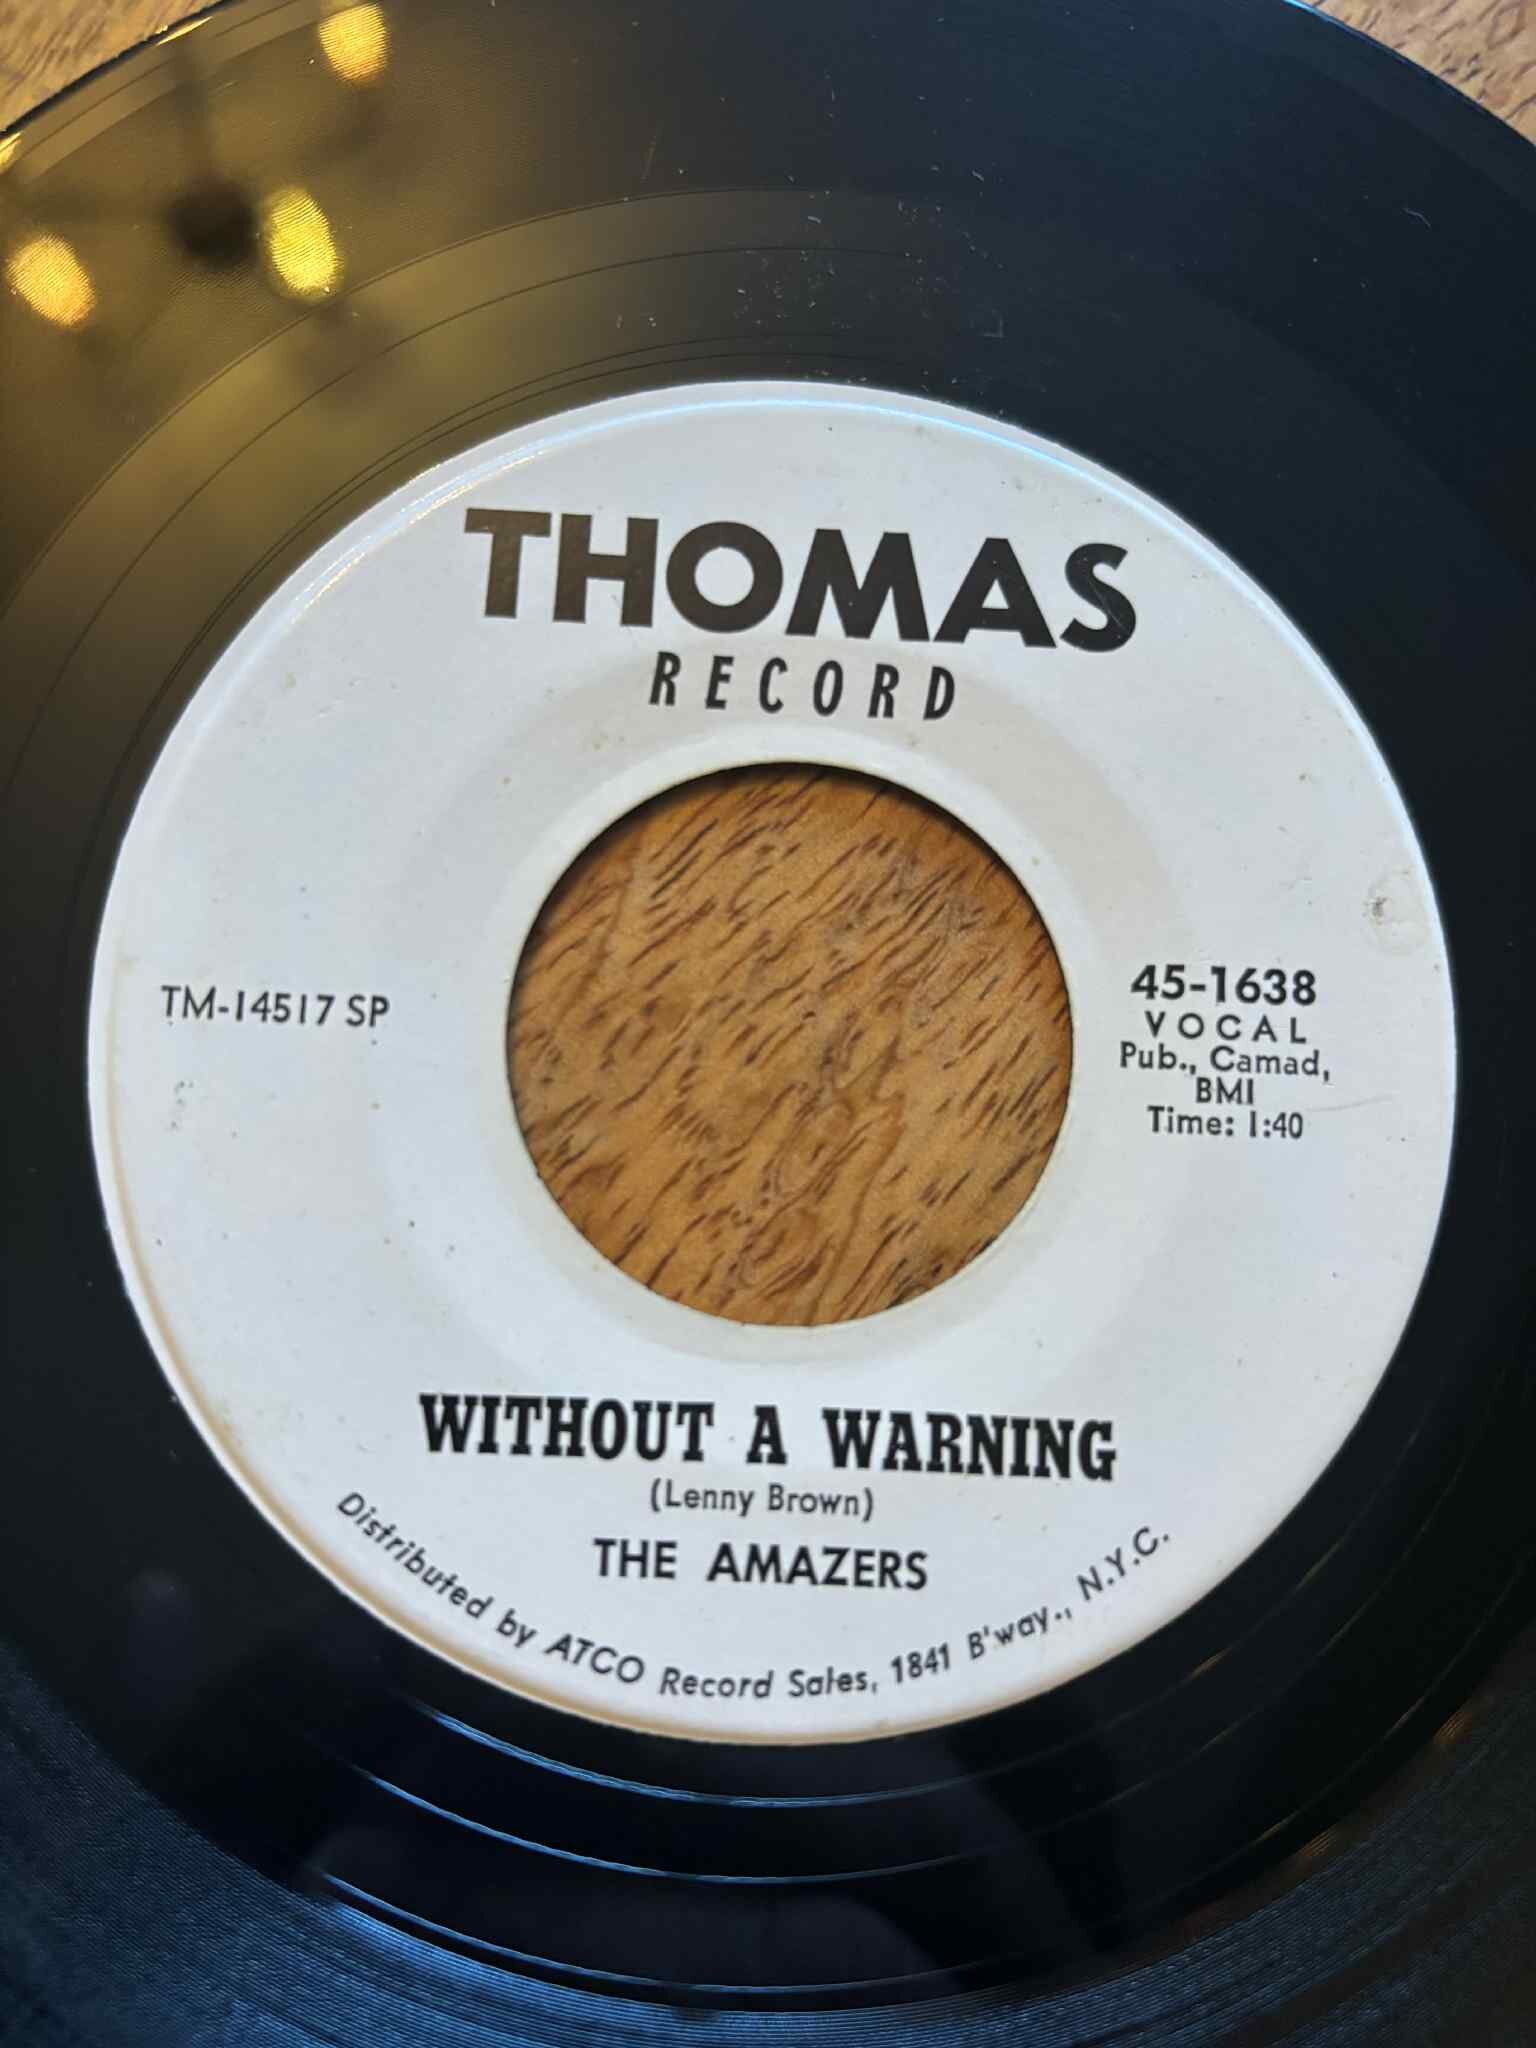 THOMAS
RECORD
TM-14517 SP
45-1638
VOCAL
Pub., Camad,
BMI
Time: 1:40
WITHOUT A WARNING
(Lenny Brown)
THE AMAZERS
Distributed by ATCO Record Sales, 1841 B'way., N.Y.C.